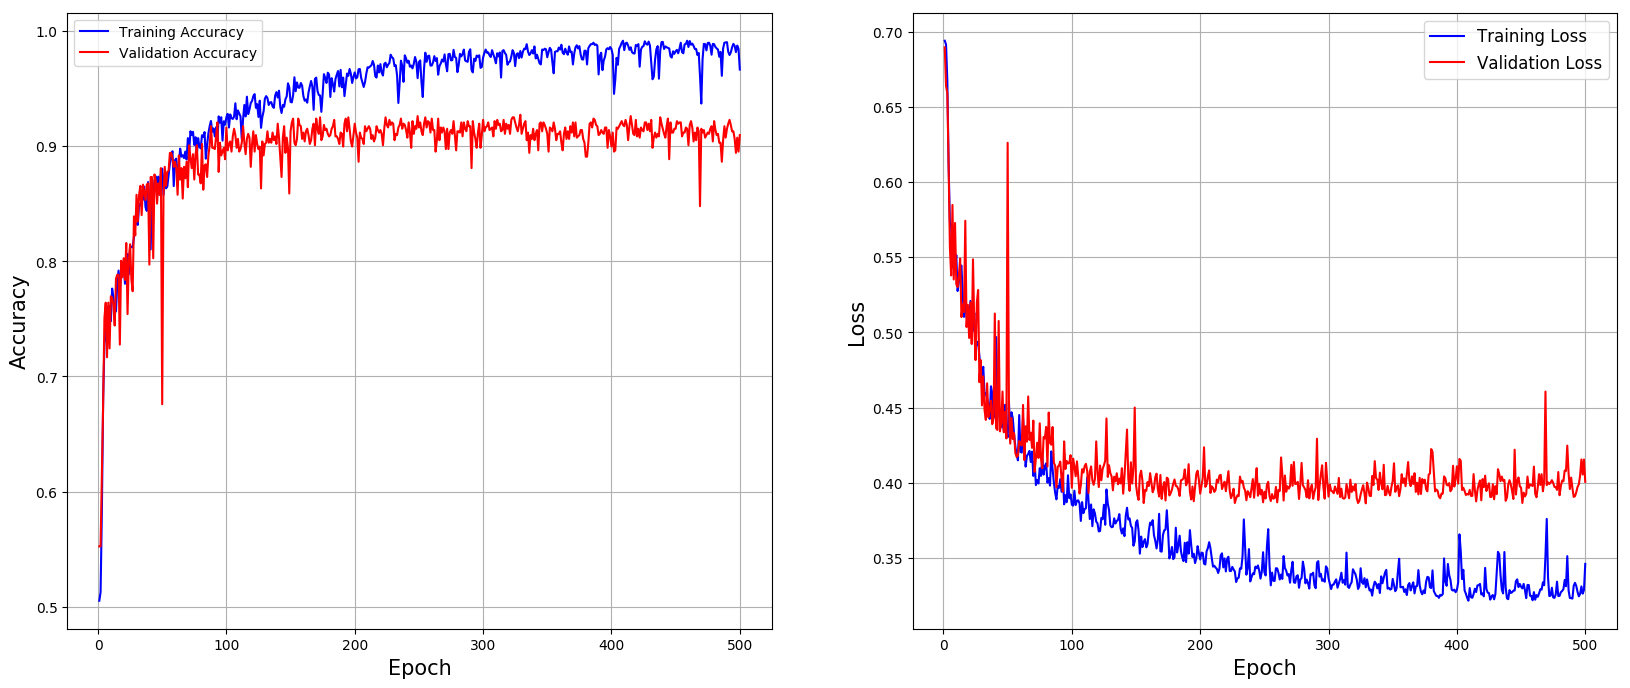 Training Accuracy
Validation Accuracy
1.0
0.9
0.8
0.7
0.6
0.5
Accuracy
0 100 200 300 400 500
Epoch
Training Loss
Validation Loss
0.70
0.65
0.60
0.55
0.50
0.45
0.40
0.35
Loss
0 100 200 300 400 500
Epoch